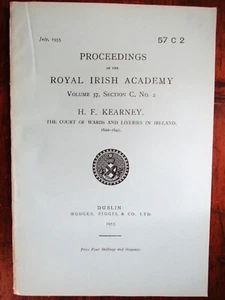 July, 1955
57 C 2
PROCEEDINGS
OF THE
ROYAL IRISH ACADEMY
VOLUME 57, SECTION C, NO. 2
H. F. KEARNEY.
THE COURT OF WARDS AND LIVERIES IN IRELAND,
1622-1641.
DUBLIN:
HODGES, FIGGIS, & CO. LTD.
1955
Price Four Shillings and Sixpence